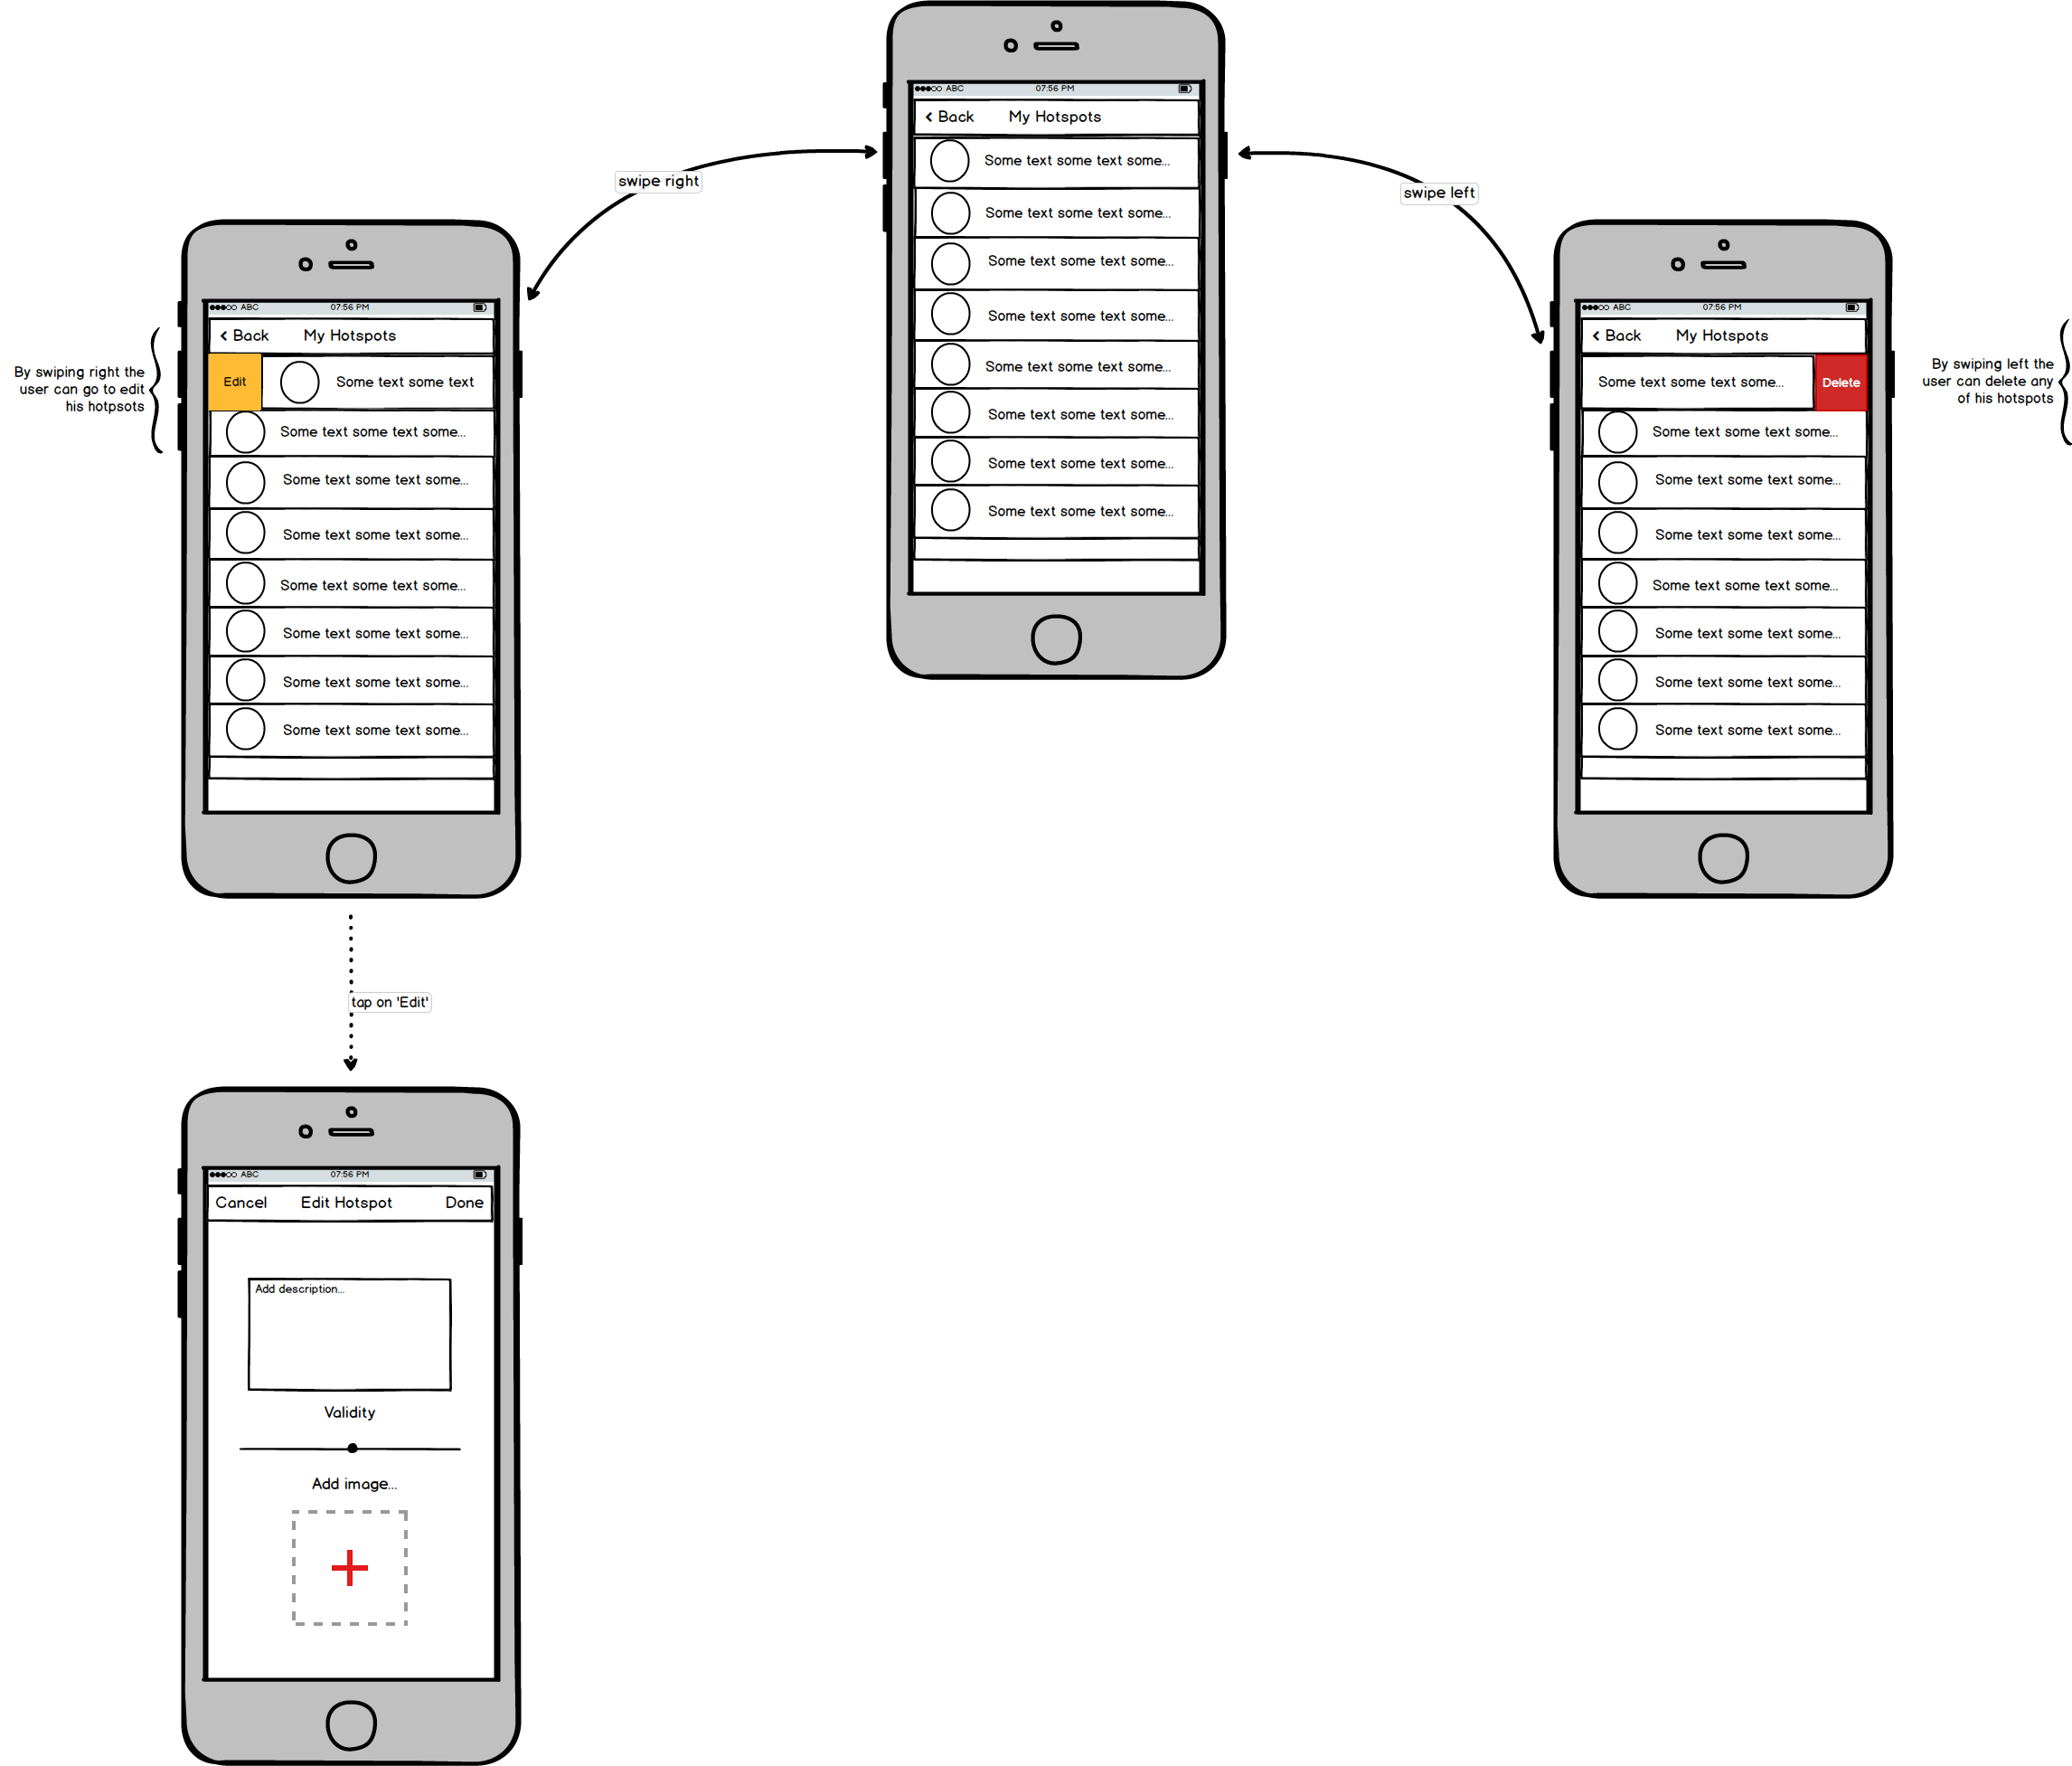 ABC 07:56 PM
< Back My Hotspots
Some text some text some...
Some text some text some...
Some text some text some...
Some text some text some...
Some text some text some...
Some text some text some...
Some text some text some...
Some text some text some...
swipe right
swipe left
By swiping right the
user can go to edit
his hotpsots
ABC 07:56 PM
< Back My Hotspots
Edit Some text some text
Some text some text some...
Some text some text some...
Some text some text some...
Some text some text some...
Some text some text some...
Some text some text some...
Some text some text some...
ABC 07:56 PM
< Back My Hotspots
Some text some text some... Delete
Some text some text some...
Some text some text some...
Some text some text some...
Some text some text some...
Some text some text some...
Some text some text some...
Some text some text some...
By swiping left the
user can delete any
of his hotspots
tap on 'Edit'
ABC 07:56 PM
Cancel Edit Hotspot Done
Add description...
Validity
Add image...